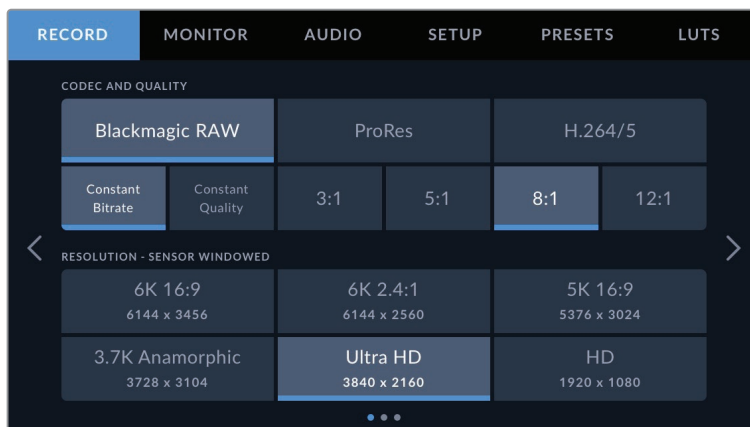 RECORD MONITOR AUDIO SETUP PRESETS LUTS
CODEC AND QUALITY
Blackmagic RAW ProRes H.264/5
Constant Bitrate Constant Quality 3:1 5:1 8:1 12:1
RESOLUTION - SENSOR WINDOWED
6K 16:9 6K 2.4:1 5K 16:9
6144 x 3456 6144 x 2560 5376 x 3024
3.7K Anamorphic Ultra HD HD
3728 x 3104 3840 x 2160 1920 x 1080